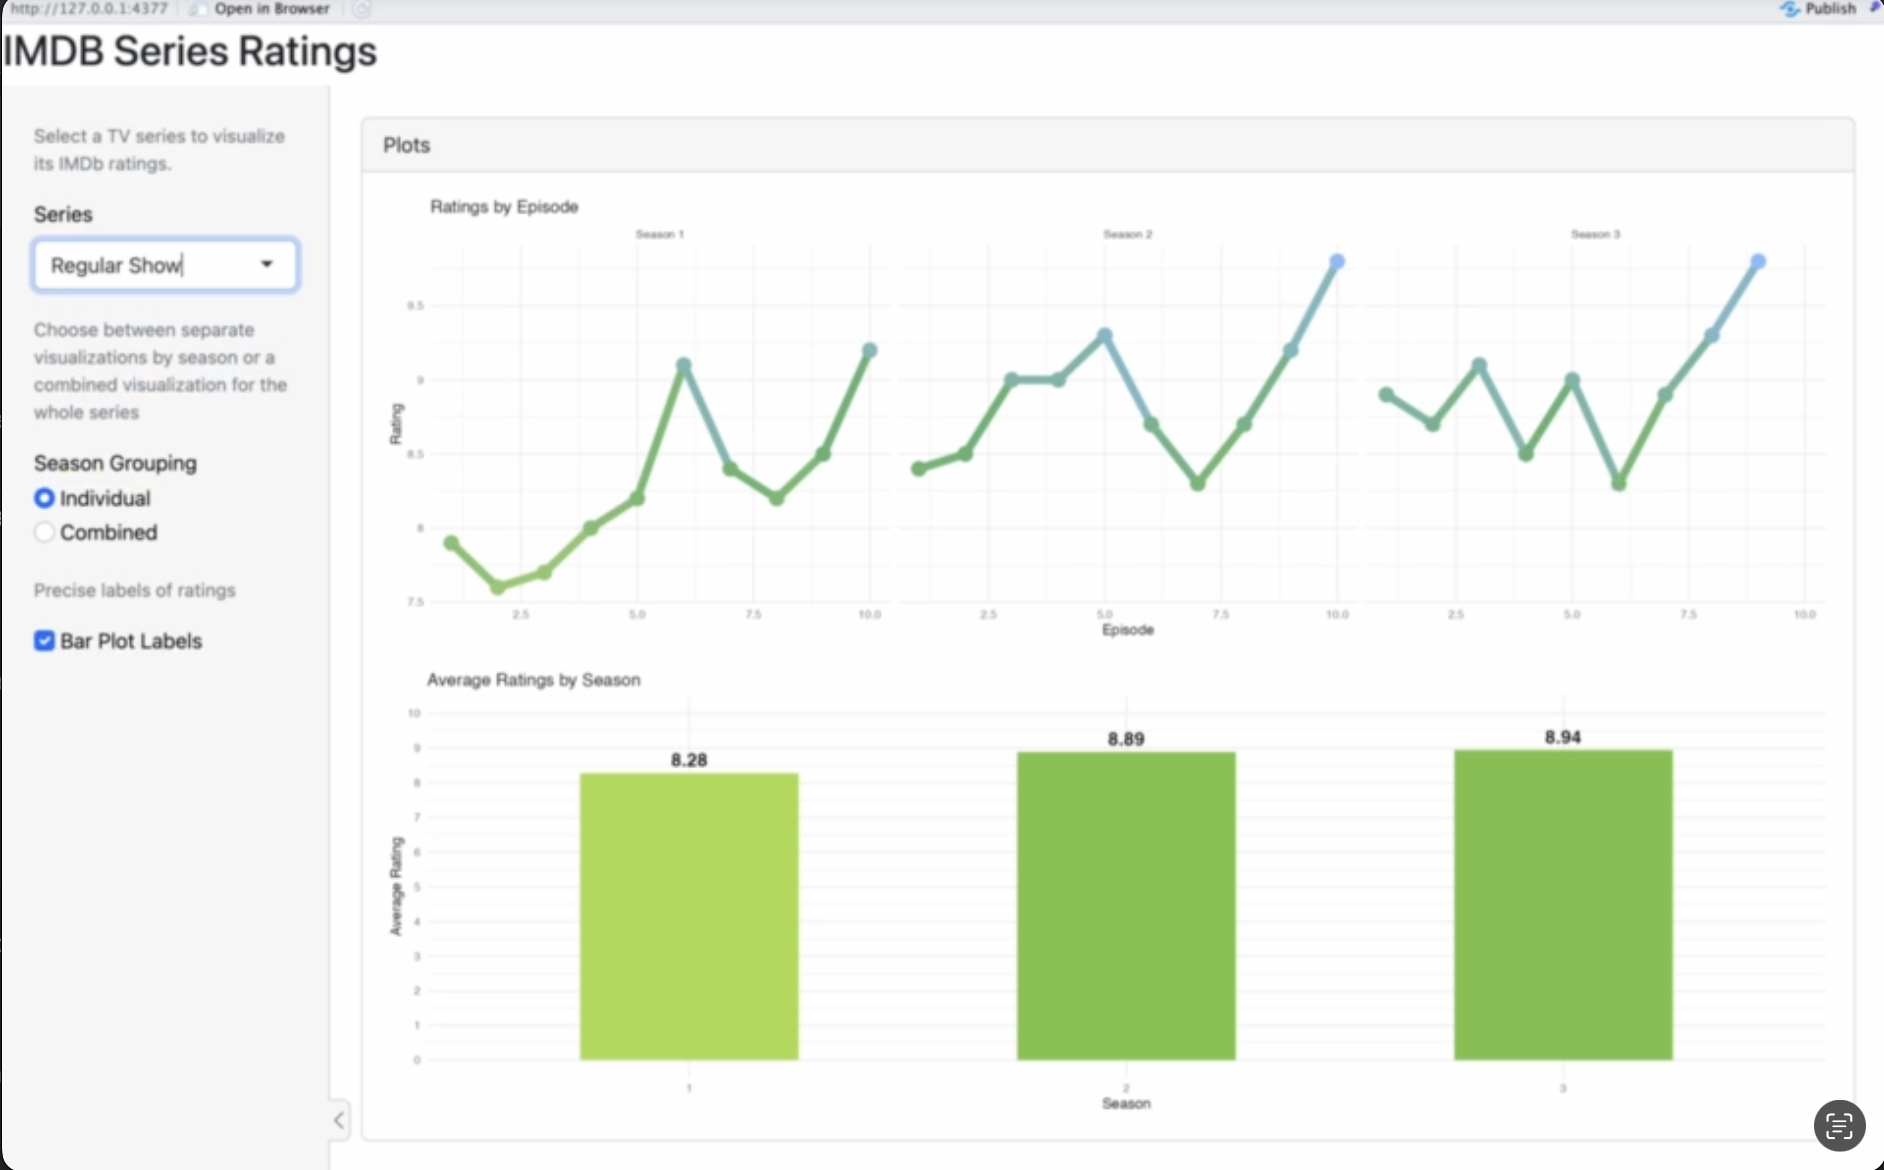 http://127.0.0.1:4377
Open in Browser
Publish
IMDB Series Ratings
Select a TV series to visualize
its IMDb ratings.
Series
Regular Show
Choose between separate
visualizations by season or a
combined visualization for the
whole series
Season Grouping
Individual
Combined
Precise labels of ratings
Bar Plot Labels
Plots
Ratings by Episode
Season 1
Season 2
Season 3
Rating
9.5
9
8.5
8
7.5
2.5 5.0 7.5 10.0 2.5 5.0 7.5 10.0 2.5 5.0 7.5 10.0
Episode
Average Ratings by Season
Average Rating
10
9
8
7
6
5
4
3
2
1
0
8.28
8.89
8.94
1 2 3
Season